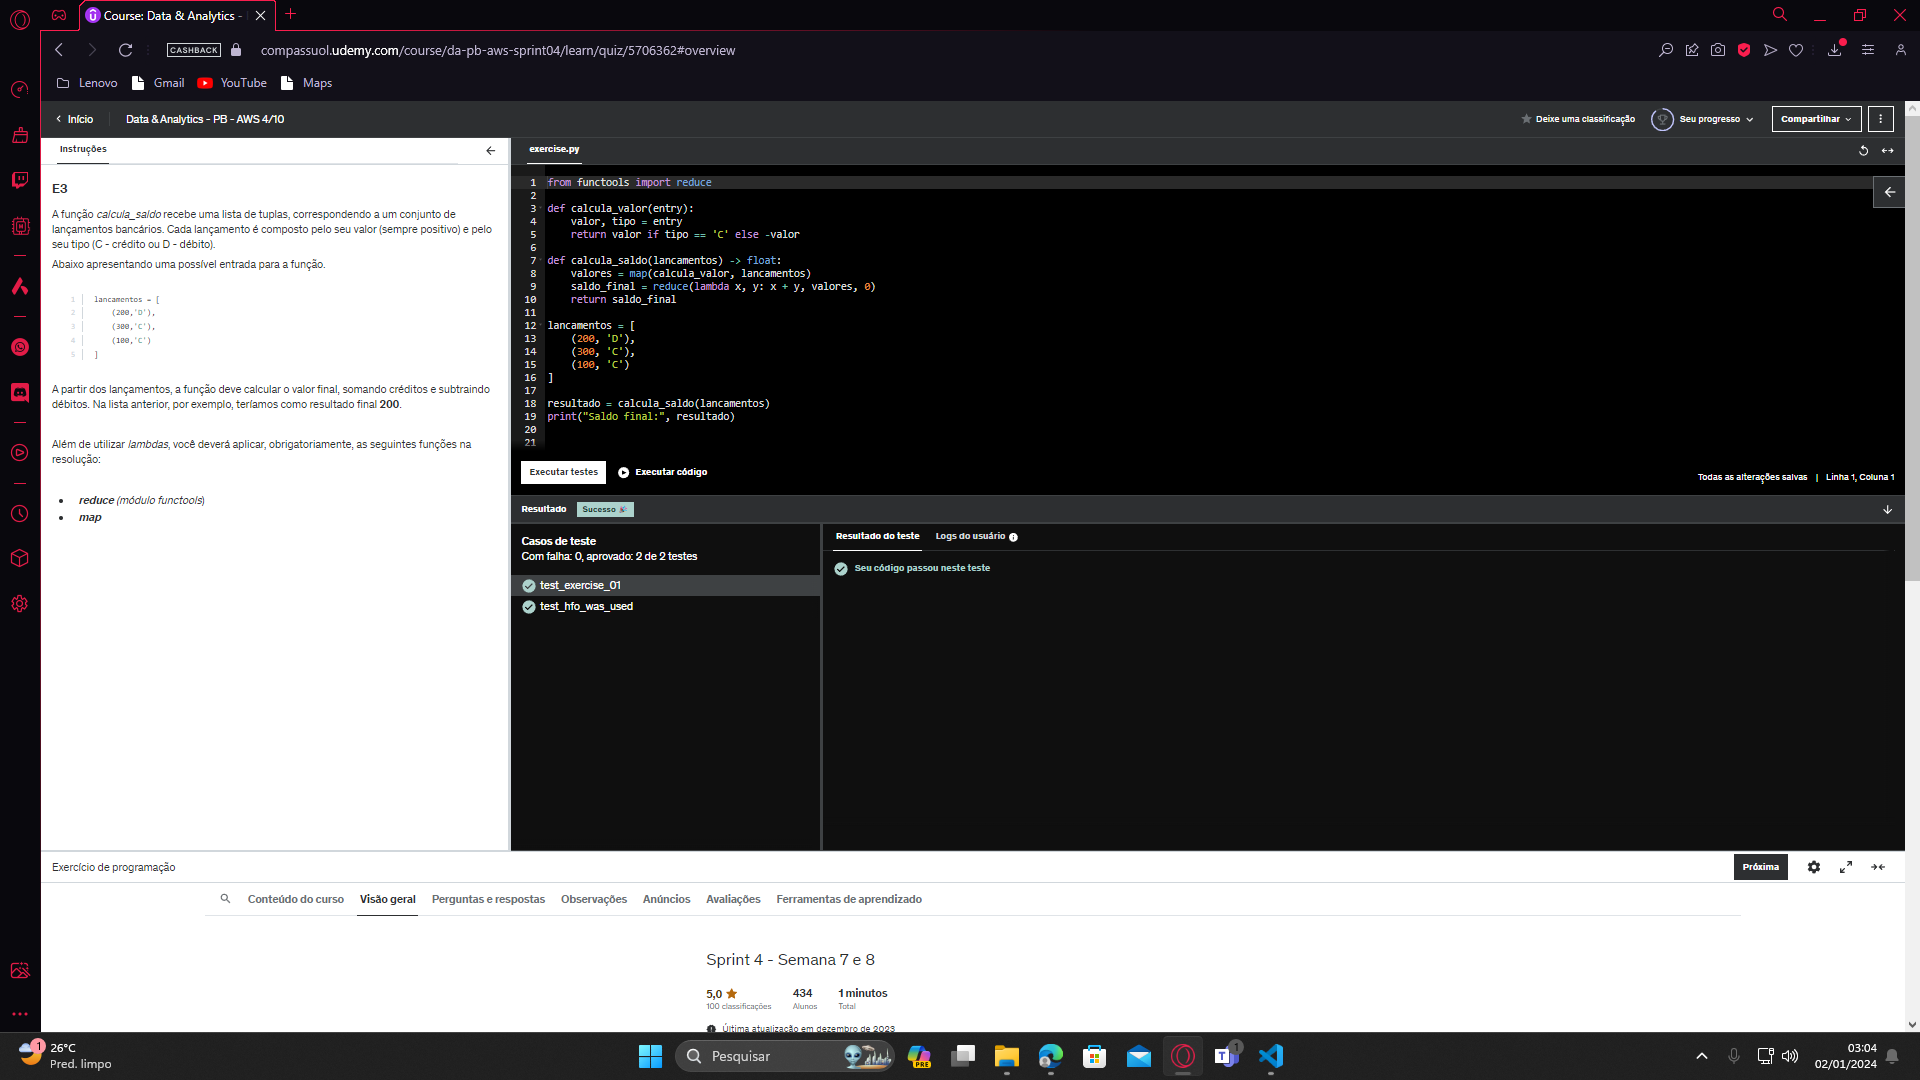 Course: Data & Analytics -
CASHBACK
compassuol.udemy.com/course/da-pb-aws-sprint04/learn/quiz/5706362#overview
Lenovo
Gmail
YouTube
Maps
Início
Data & Analytics - PB - AWS 4/10
Deixe uma classificação
Seu progresso
Compartilhar
Instruções
E3
A função calcula_saldo recebe uma lista de tuplas, correspondendo a um conjunto de
lançamentos bancários. Cada lançamento é composto pelo seu valor (sempre positivo) e pelo
seu tipo (C - crédito ou D - débito).
Abaixo apresentando uma possível entrada para a função.
1 lancamentos = [
2 (200,'D'),
3 (300,'C'),
4 (100,'C')
5 ]
A partir dos lançamentos, a função deve calcular o valor final, somando créditos e subtraindo
débitos. Na lista anterior, por exemplo, teríamos como resultado final 200.
Além de utilizar lambdas, você deverá aplicar, obrigatoriamente, as seguintes funções na
resolução:
• reduce (módulo functools)
• map
exercise.py
1 from functools import reduce
2
3 def calcula_valor(entry):
4     valor, tipo = entry
5     return valor if tipo == 'C' else -valor
6
7 def calcula_saldo(lancamentos) -> float:
8     valores = map(calcula_valor, lancamentos)
9     saldo_final = reduce(lambda x, y: x + y, valores, 0)
10     return saldo_final
11
12 lancamentos = [
13     (200, 'D'),
14     (300, 'C'),
15     (100, 'C')
16 ]
17
18 resultado = calcula_saldo(lancamentos)
19 print("Saldo final:", resultado)
20
21
Executar testes
Executar código
Todas as alterações salvas | Linha 1, Coluna 1
Resultado
Sucesso
Casos de teste
Com falha: 0, aprovado: 2 de 2 testes
test_exercise_01
test_hfo_was_used
Resultado do teste
Logs do usuário
Seu código passou neste teste
Exercício de programação
Próxima
Conteúdo do curso
Visão geral
Perguntas e respostas
Observações
Anúncios
Avaliações
Ferramentas de aprendizado
Sprint 4 - Semana 7 e 8
5,0
434
1 minutos
100 classificações
Alunos
Total
Última atualização em dezembro de 2023
1
26°C
Pred. limpo
Pesquisar
PRE
T
1
03:04
02/01/2024